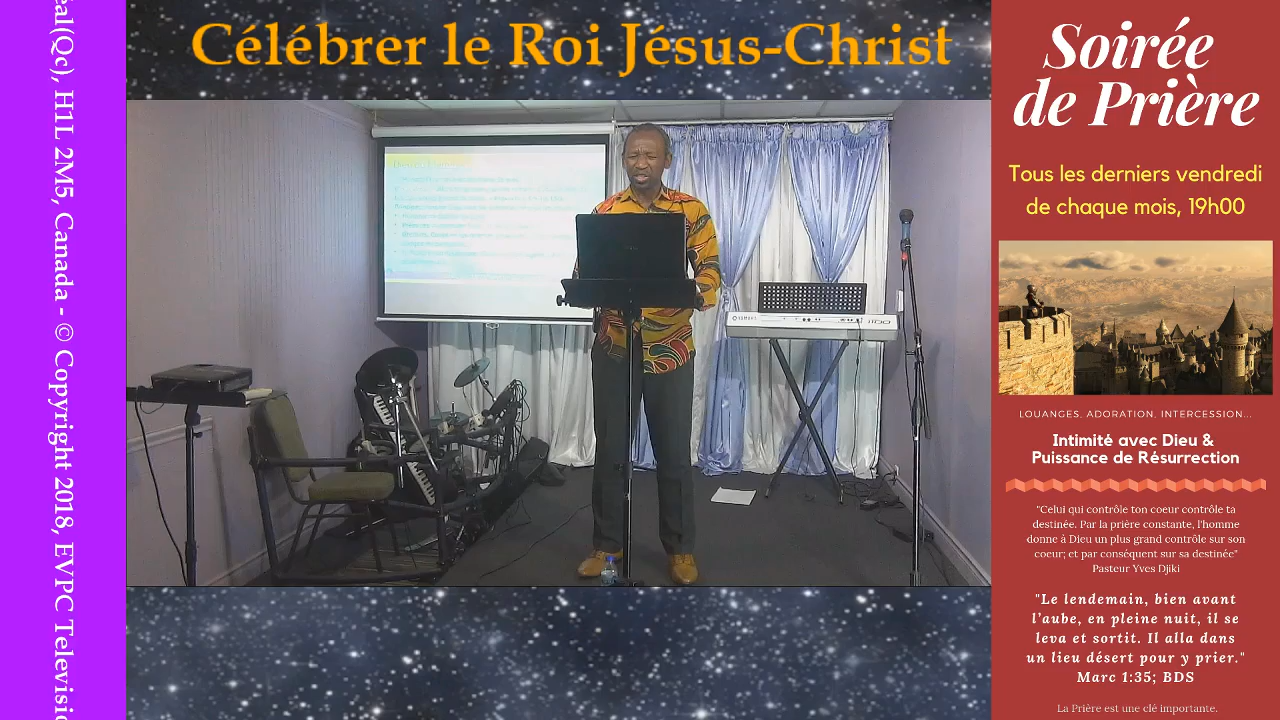 éal(Qc), H1L 2M5, Canada - © Copyright 2018, EVPC Televisio
Célébrer le Roi Jésus-Christ
YAMAHA
Soirée
de Prière
Tous les derniers vendredi
de chaque mois, 19h00
LOUANGES, ADORATION, INTERCESSION...
Intimité avec Dieu &
Puissance de Résurrection
"Celui qui contrôle ton coeur contrôle ta
destinée. Par la prière constante, l'homme
donne à Dieu un plus grand contrôle sur son
coeur; et par conséquent sur sa destinée"
Pasteur Yves Djiki
"Le lendemain, bien avant
l'aube, en pleine nuit, il se
leva et sortit. Il alla dans
un lieu désert pour y prier."
Marc 1:35; BDS
La Prière est une clé importante.